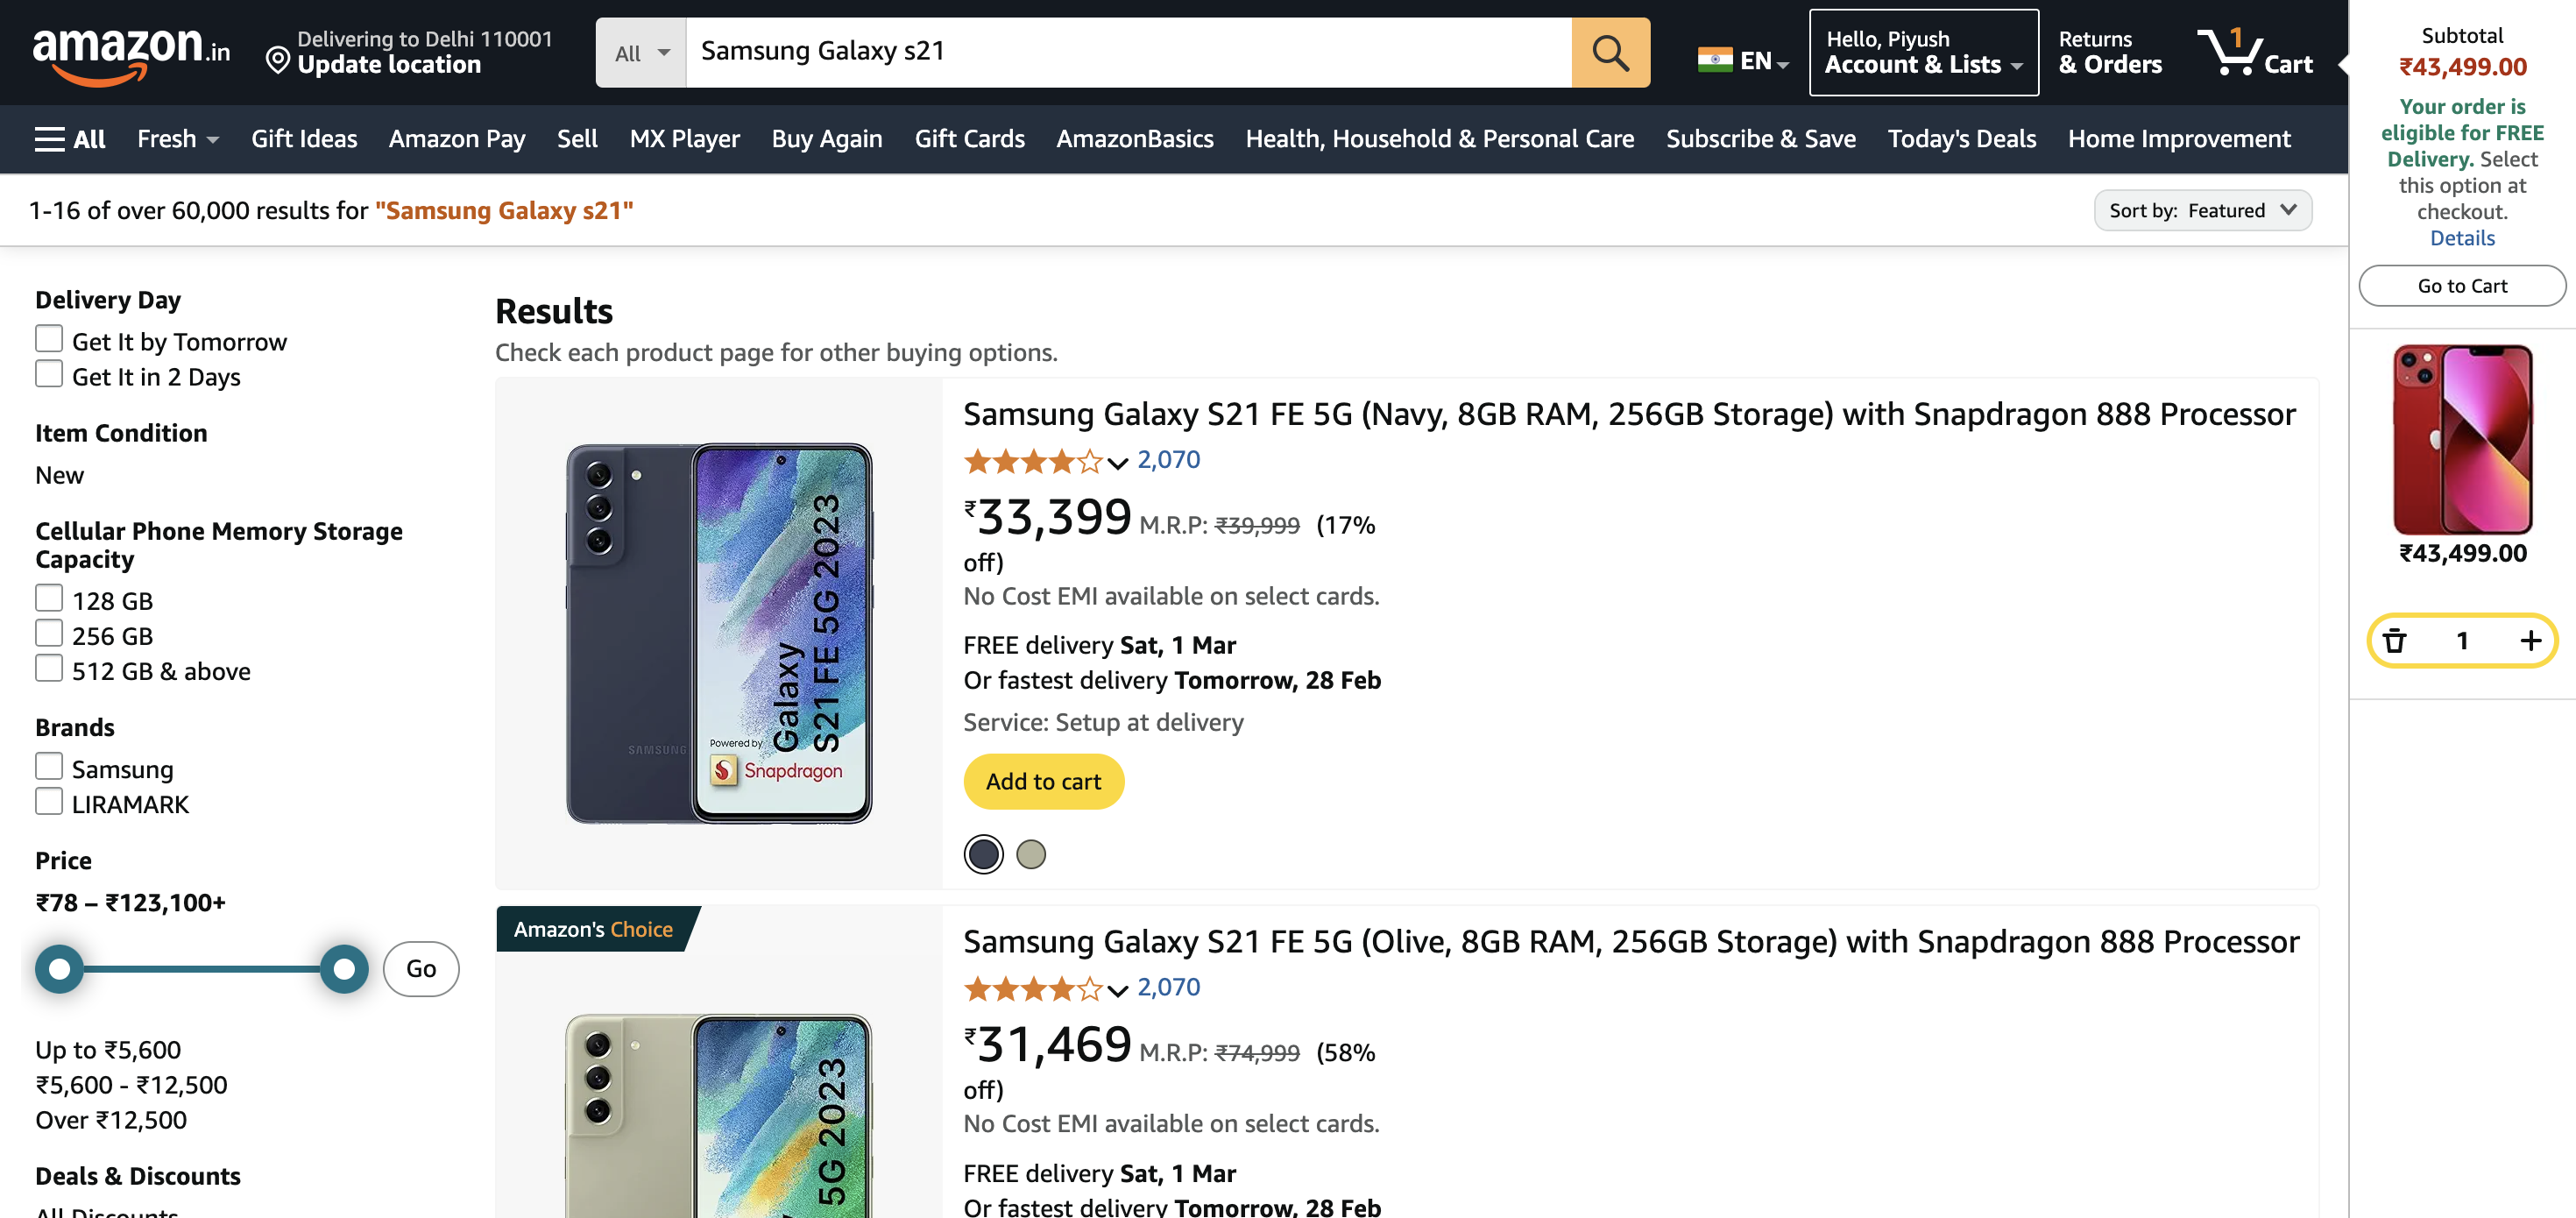 amazon.in
Delivering to Delhi 110001
Update location
All
Samsung Galaxy s21
EN
Hello, Piyush
Account & Lists
Returns
& Orders
1
Cart
All
Fresh
Gift Ideas
Amazon Pay
Sell
MX Player
Buy Again
Gift Cards
AmazonBasics
Health, Household & Personal Care
Subscribe & Save
Today's Deals
Home Improvement
1-16 of over 60,000 results for "Samsung Galaxy s21"
Sort by: Featured
Delivery Day
Get It by Tomorrow
Get It in 2 Days
Item Condition
New
Cellular Phone Memory Storage
Capacity
128 GB
256 GB
512 GB & above
Brands
Samsung
LIRAMARK
Price
₹78 – ₹123,100+
Go
Up to ₹5,600
₹5,600 - ₹12,500
Over ₹12,500
Deals & Discounts
All Discounts
Results
Check each product page for other buying options.
SAMSUNG
Galaxy
S21 FE 5G 2023
Powered by
Snapdragon
Samsung Galaxy S21 FE 5G (Navy, 8GB RAM, 256GB Storage) with Snapdragon 888 Processor
2,070
₹33,399 M.R.P: ₹39,999 (17%
off)
No Cost EMI available on select cards.
FREE delivery Sat, 1 Mar
Or fastest delivery Tomorrow, 28 Feb
Service: Setup at delivery
Add to cart
Amazon's Choice
5G 2023
Samsung Galaxy S21 FE 5G (Olive, 8GB RAM, 256GB Storage) with Snapdragon 888 Processor
2,070
₹31,469 M.R.P: ₹74,999 (58%
off)
No Cost EMI available on select cards.
FREE delivery Sat, 1 Mar
Or fastest delivery Tomorrow, 28 Feb
Subtotal
₹43,499.00
Your order is
eligible for FREE
Delivery. Select
this option at
checkout.
Details
Go to Cart
₹43,499.00
1